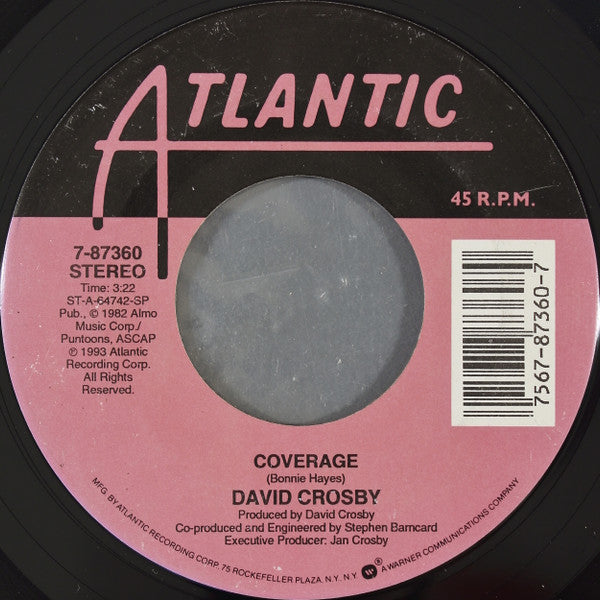 ATLANTIC
45 R.P.M.
7-87360
STEREO
Time: 3:22
ST-A-64742-SP
Pub., © 1982 Almo
Music Corp./
Puntoons, ASCAP
℗ 1993 Atlantic
Recording Corp.
All Rights
Reserved.
7567-87360-7
COVERAGE
(Bonnie Hayes)
DAVID CROSBY
Produced by David Crosby
Co-produced and Engineered by Stephen Barncard
Executive Producer: Jan Crosby
MFG. BY ATLANTIC RECORDING CORP. 75 ROCKEFELLER PLAZA, N.Y. N.Y. ® A WARNER COMMUNICATIONS COMPANY